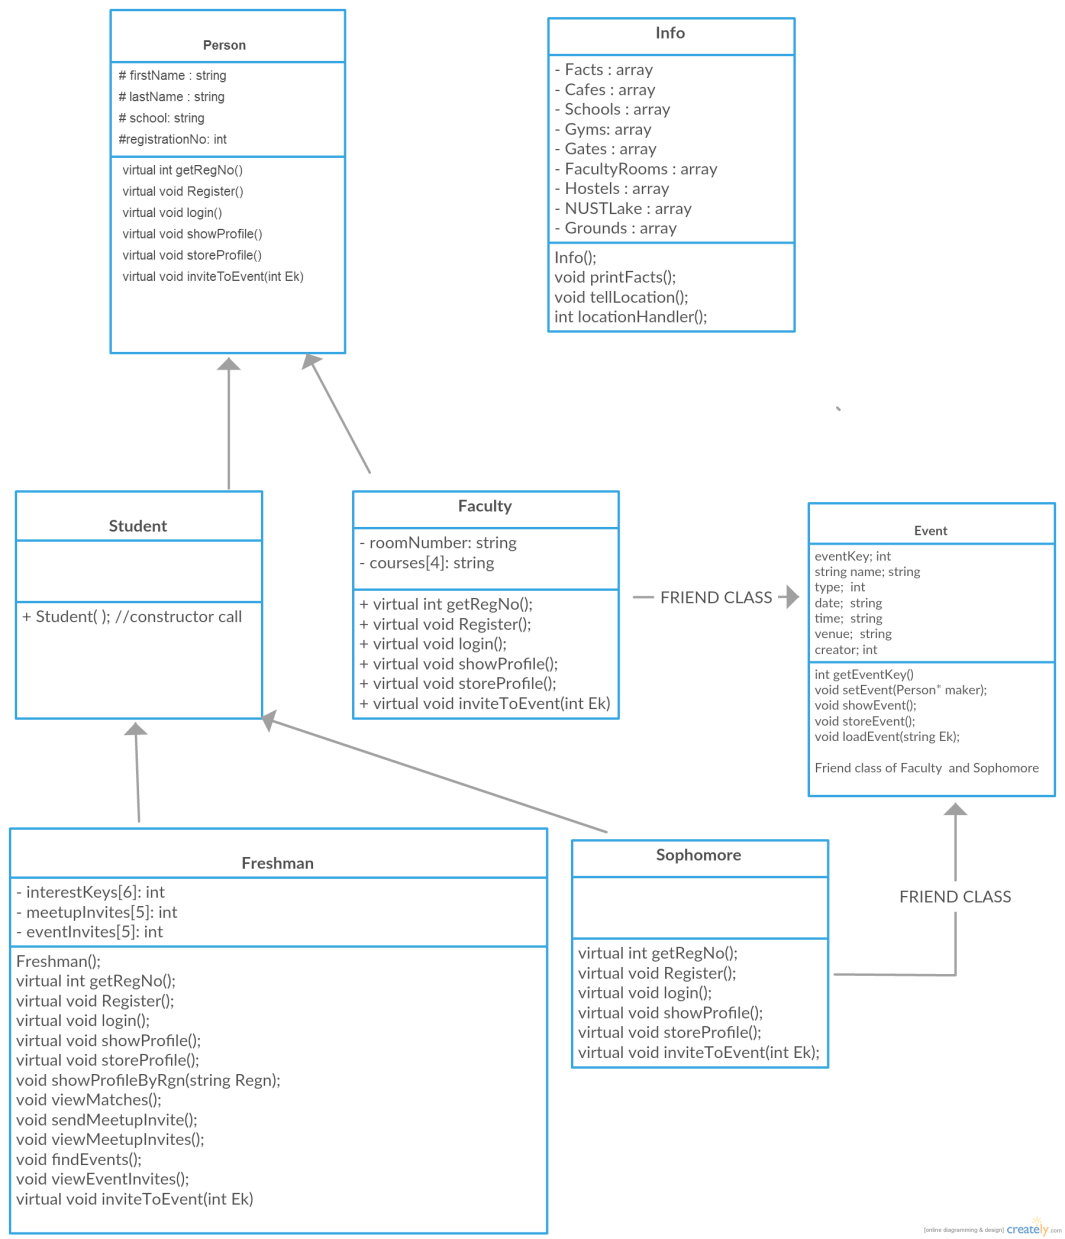 Person
# firstName : string
# lastName : string
# school: string
#registrationNo: int
virtual int getRegNo()
virtual void Register()
virtual void login()
virtual void showProfile()
virtual void storeProfile()
virtual void inviteToEvent(int Ek)
Info
- Facts : array
- Cafes : array
- Schools : array
- Gyms: array
- Gates : array
- FacultyRooms : array
- Hostels : array
- NUSTLake : array
- Grounds : array
Info();
void printFacts();
void tellLocation();
int locationHandler();
Student
+ Student( ); //constructor call
Faculty
- roomNumber: string
- courses[4]: string
+ virtual int getRegNo();
+ virtual void Register();
+ virtual void login();
+ virtual void showProfile();
+ virtual void storeProfile();
+ virtual void inviteToEvent(int Ek)
FRIEND CLASS
Event
eventKey; int
string name; string
type;  int
date;  string
time;  string
venue;  string
creator; int
int getEventKey()
void setEvent(Person* maker);
void showEvent();
void storeEvent();
void loadEvent(string Ek);
Friend class of Faculty  and Sophomore
Freshman
- interestKeys[6]: int
- meetupInvites[5]: int
- eventInvites[5]: int
Freshman();
virtual int getRegNo();
virtual void Register();
virtual void login();
virtual void showProfile();
virtual void storeProfile();
void showProfileByRgn(string Regn);
void viewMatches();
void sendMeetupInvite();
void viewMeetupInvites();
void findEvents();
void viewEventInvites();
virtual void inviteToEvent(int Ek)
Sophomore
virtual int getRegNo();
virtual void Register();
virtual void login();
virtual void showProfile();
virtual void storeProfile();
virtual void inviteToEvent(int Ek);
FRIEND CLASS
[online diagramming & design] creately.com